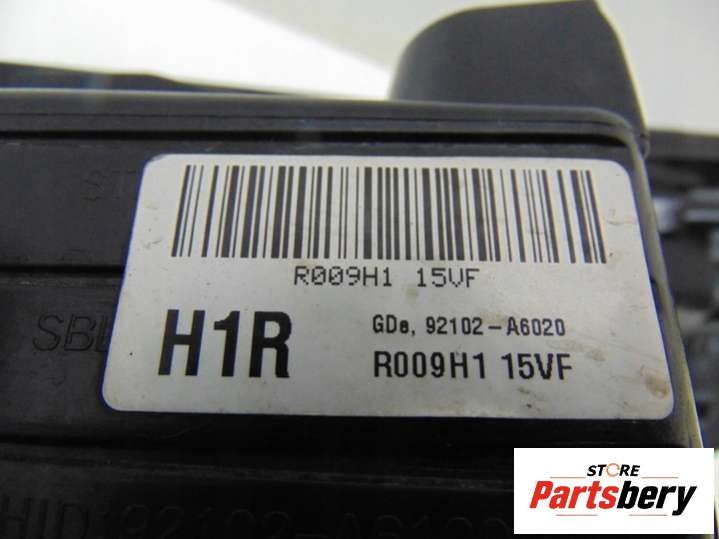 R009H1 15VF
H1R
GDe, 92102-A6020
R009H1 15VF
STORE
Partsbery